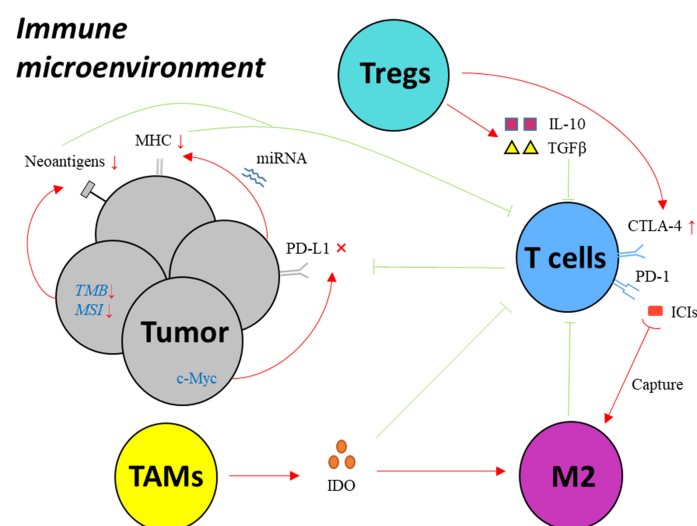 Immune
microenvironment
Tregs
IL-10
TGFβ
MHC ↓
miRNA
Neoantigens ↓
CTLA-4 ↑
PD-L1 ×
T cells
PD-1
TMB↓
MSI↓
ICIs
Tumor
c-Myc
Capture
TAMs
IDO
M2